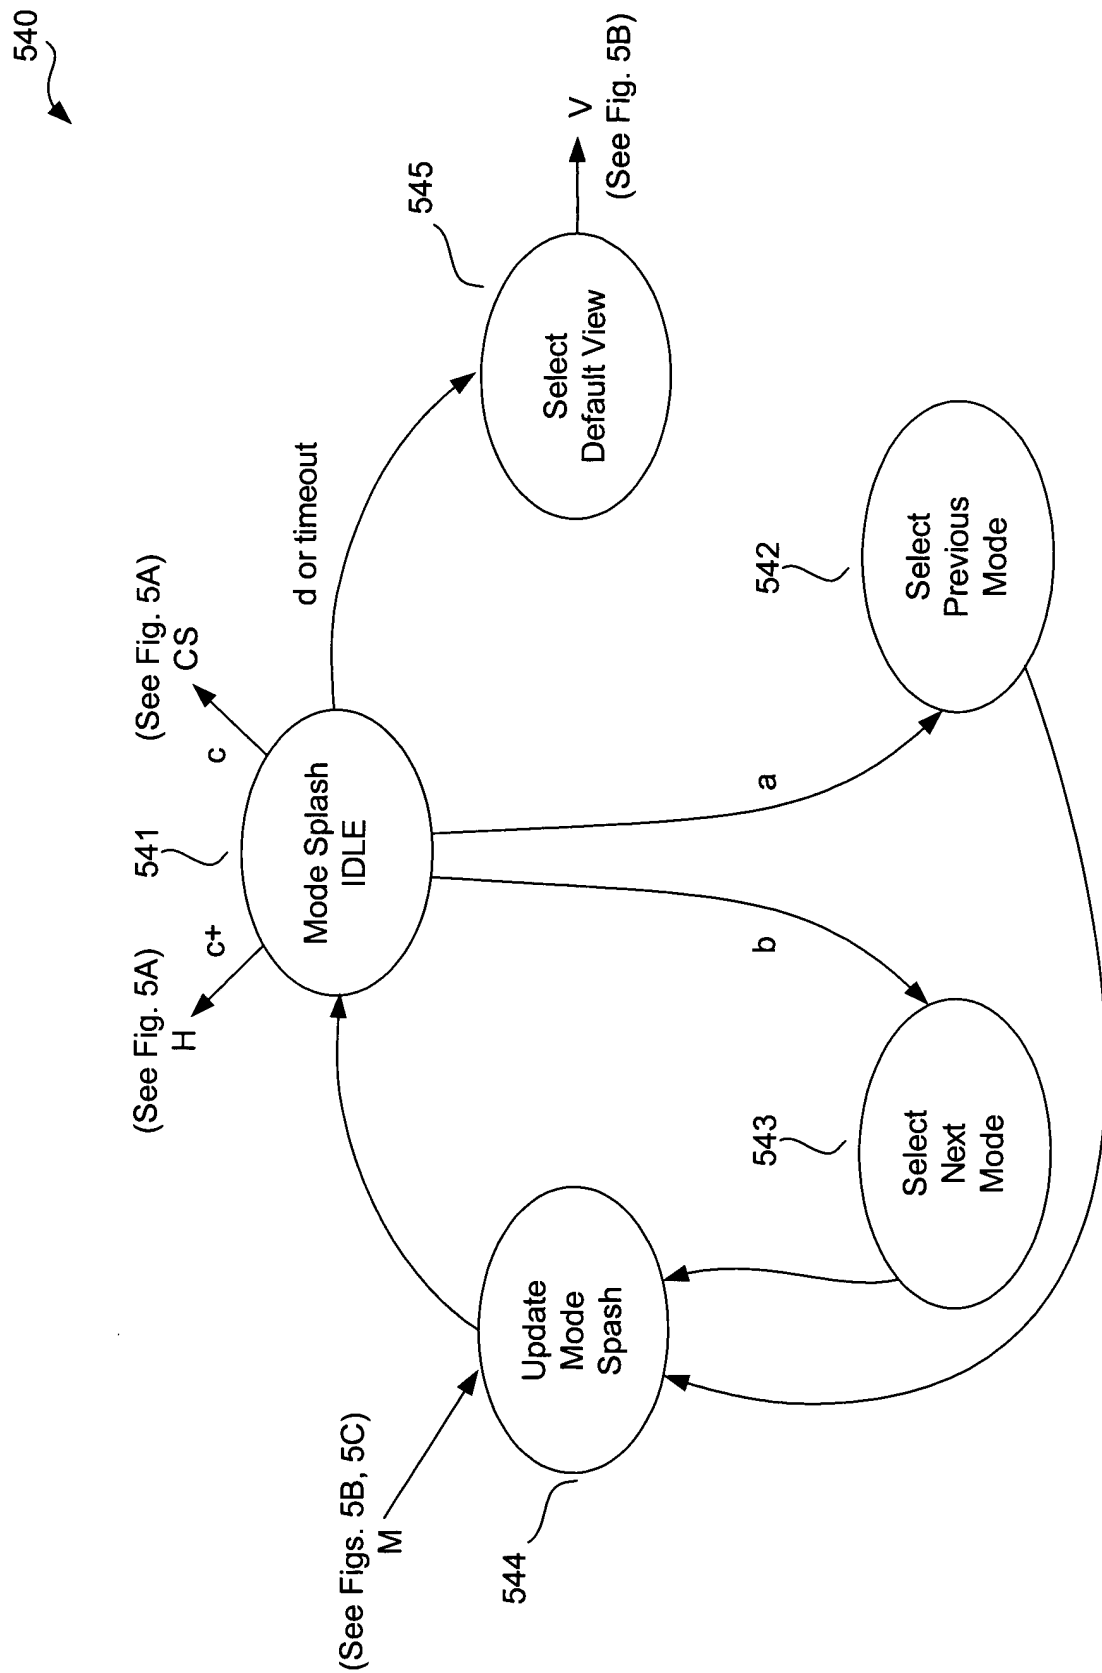 540
(See Fig. 5A)
H
c+
541
c
(See Fig. 5A)
CS
Mode Splash
IDLE
d or timeout
545
Select
Default View
V
(See Fig. 5B)
(See Figs. 5B, 5C)
M
544
Update
Mode
Spash
b
a
543
Select
Next
Mode
542
Select
Previous
Mode